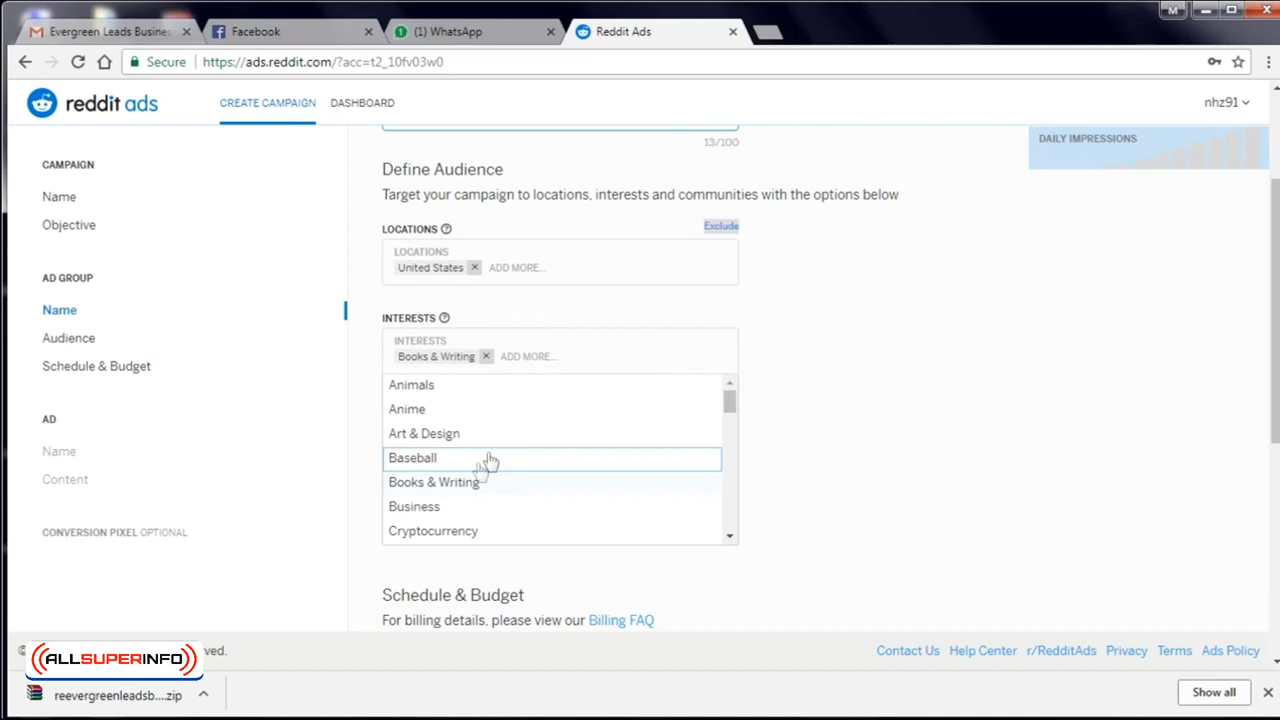 M
Evergreen Leads Busines
Facebook
(1) WhatsApp
Reddit Ads
Secure
https://ads.reddit.com/?acc=t2_10fv03w0
reddit ads
CREATE CAMPAIGN
DASHBOARD
nhz91
13/100
DAILY IMPRESSIONS
CAMPAIGN
Name
Objective
AD GROUP
Name
Audience
Schedule & Budget
AD
Name
Content
CONVERSION PIXEL OPTIONAL
Define Audience
Target your campaign to locations, interests and communities with the options below
LOCATIONS
Exclude
LOCATIONS
United States
ADD MORE...
INTERESTS
INTERESTS
Books & Writing
ADD MORE...
Animals
Anime
Art & Design
Baseball
Books & Writing
Business
Cryptocurrency
Schedule & Budget
For billing details, please view our Billing FAQ
ALLSUPERINFO
rved.
Contact Us
Help Center
r/RedditAds
Privacy
Terms
Ads Policy
reevergreenleadsb....zip
Show all